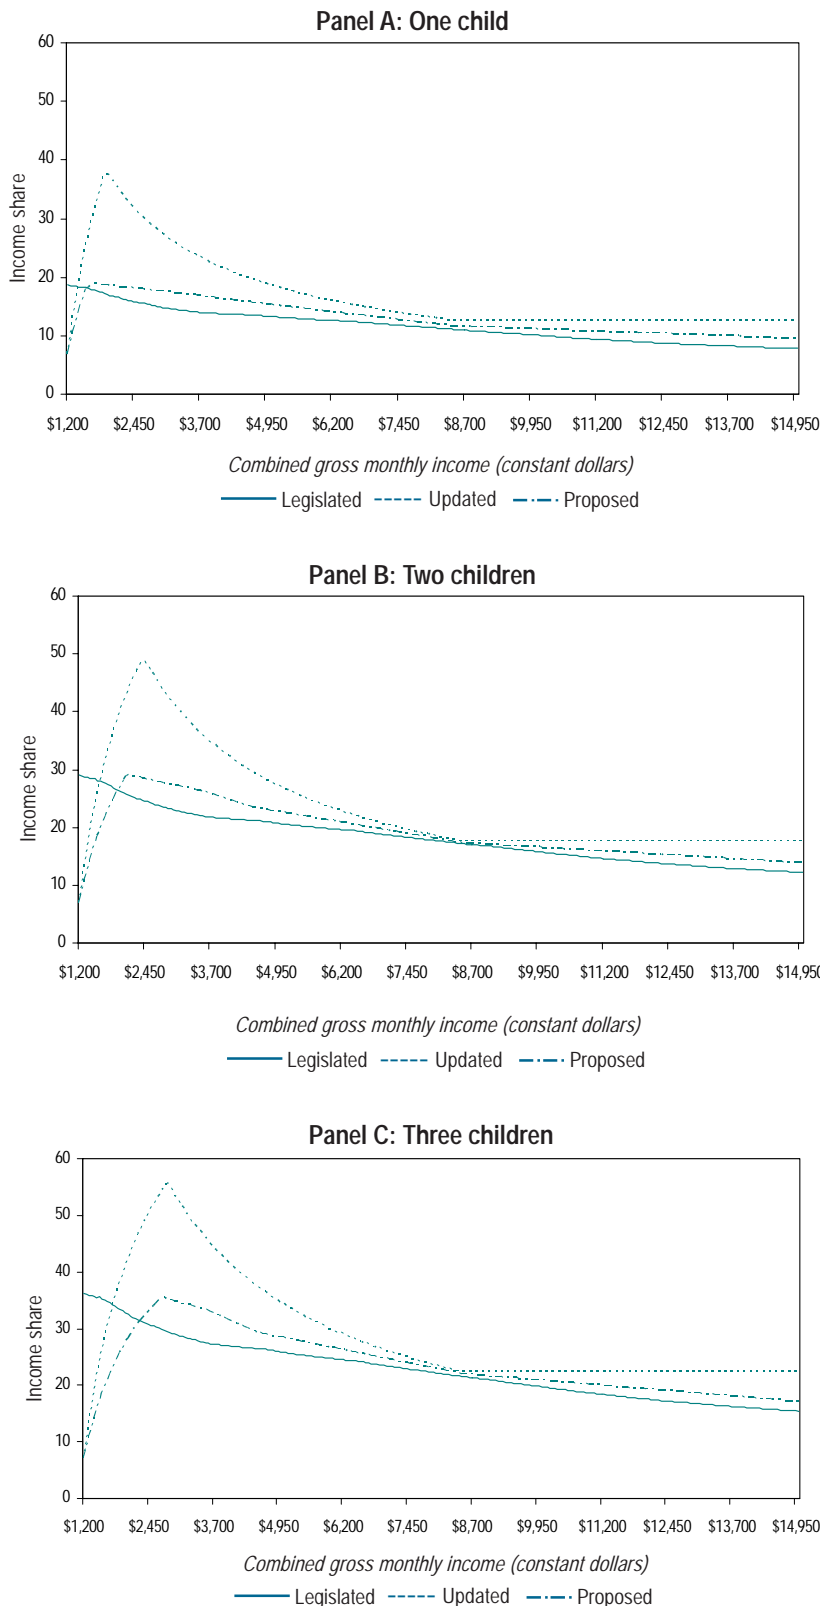 Panel A: One child
60
50
40
30
20
10
0
Income share
$1,200 $2,450 $3,700 $4,950 $6,200 $7,450 $8,700 $9,950 $11,200 $12,450 $13,700 $14,950
Combined gross monthly income (constant dollars)
Legislated Updated Proposed
Panel B: Two children
60
50
40
30
20
10
0
Income share
$1,200 $2,450 $3,700 $4,950 $6,200 $7,450 $8,700 $9,950 $11,200 $12,450 $13,700 $14,950
Combined gross monthly income (constant dollars)
Legislated Updated Proposed
Panel C: Three children
60
50
40
30
20
10
0
Income share
$1,200 $2,450 $3,700 $4,950 $6,200 $7,450 $8,700 $9,950 $11,200 $12,450 $13,700 $14,950
Combined gross monthly income (constant dollars)
Legislated Updated Proposed